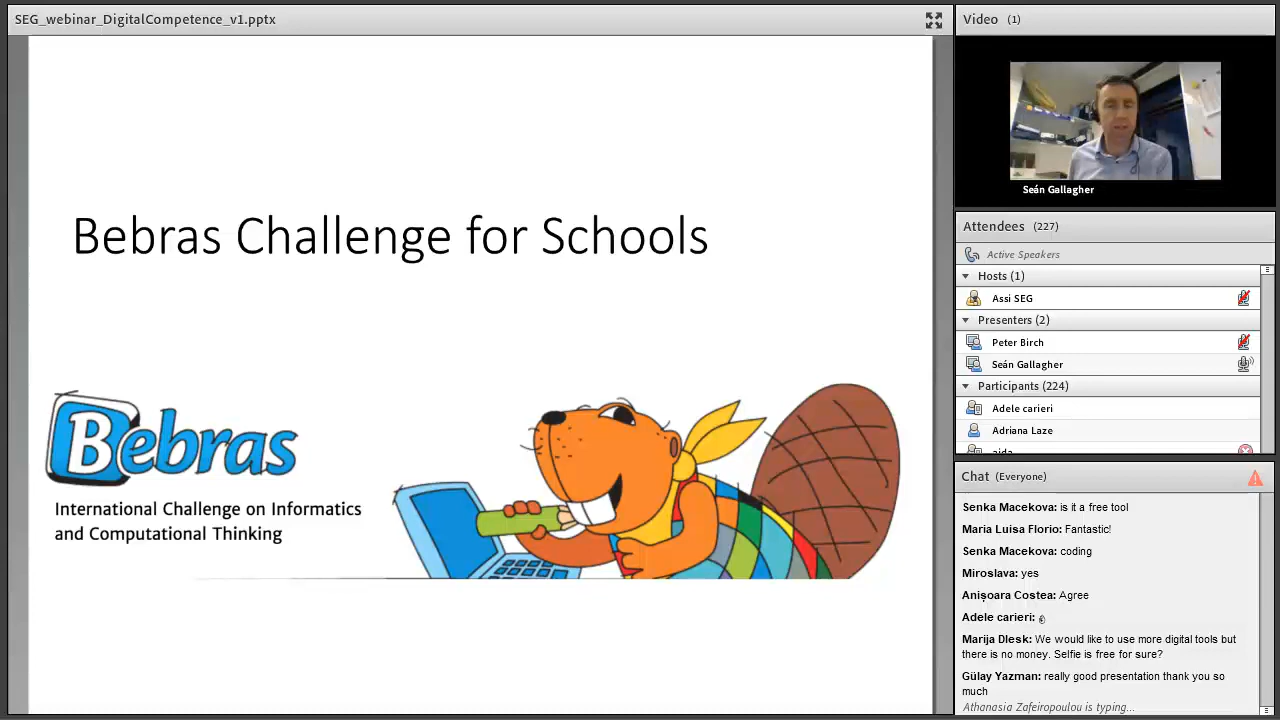 SEG_webinar_DigitalCompetence_v1.pptx
Bebras Challenge for Schools
Bebras
International Challenge on Informatics
and Computational Thinking
Video (1)
Seán Gallagher
Attendees (227)
Active Speakers
Hosts (1)
Assi SEG
Presenters (2)
Peter Birch
Seán Gallagher
Participants (224)
Adele carieri
Adriana Laze
aida
Chat (Everyone)
Senka Macekova: is it a free tool
Maria Luisa Florio: Fantastic!
Senka Macekova: coding
Miroslava: yes
Anișoara Costea: Agree
Adele carieri:
Marija Dlesk: We would like to use more digital tools but
there is no money. Selfie is free for sure?
Gülay Yazman: really good presentation thank you so
much
Athanasia Zafeiropoulou is typing...